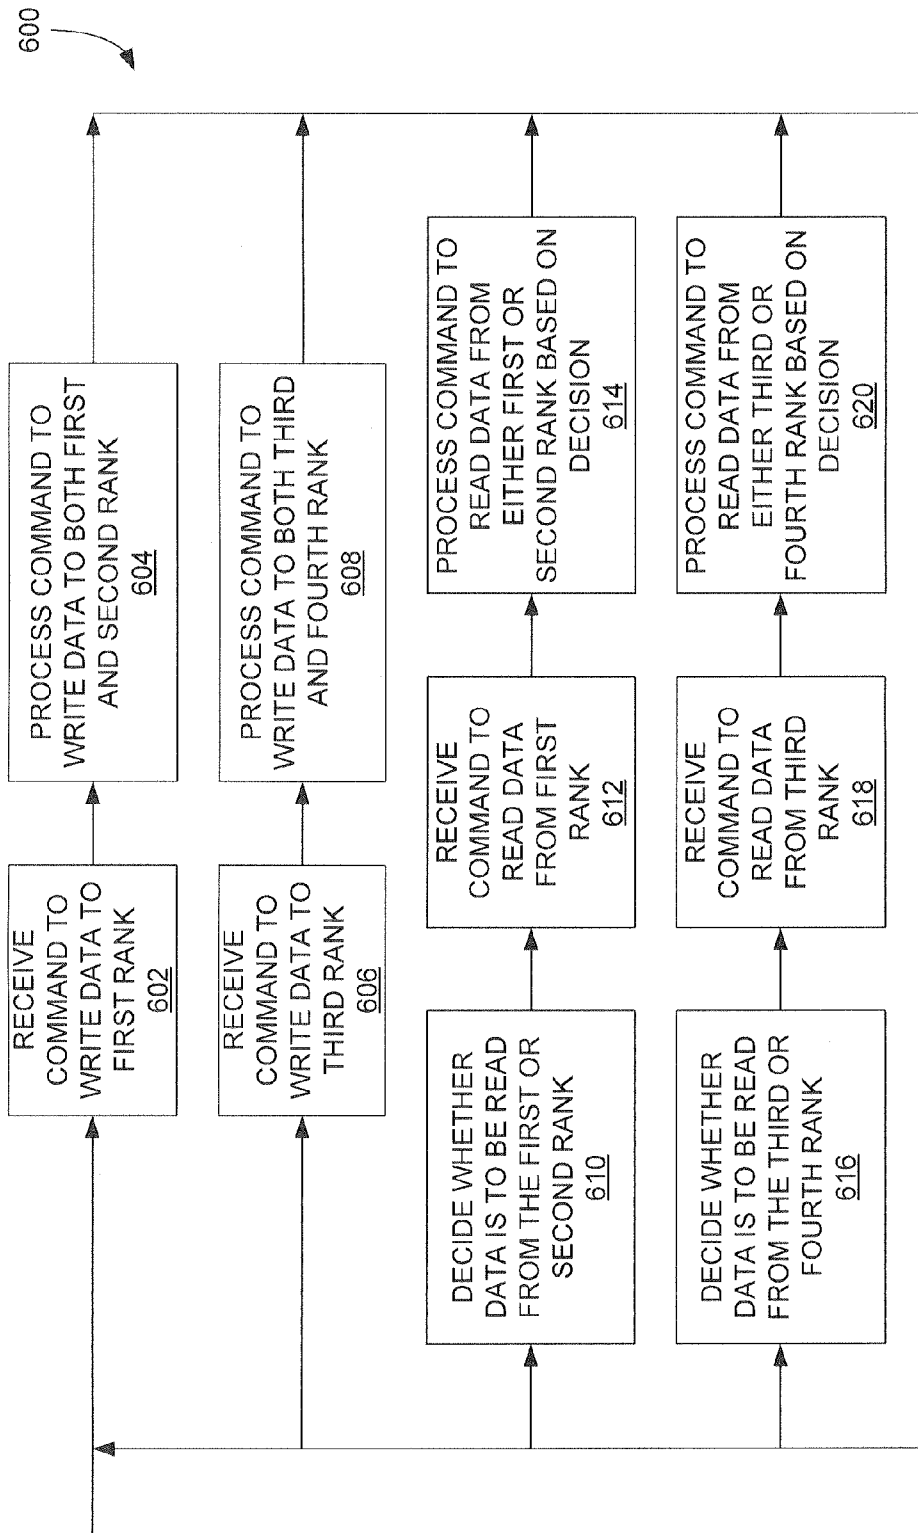 600
RECEIVE
COMMAND TO
WRITE DATA TO
FIRST RANK
602
PROCESS COMMAND TO
WRITE DATA TO BOTH FIRST
AND SECOND RANK
604
RECEIVE
COMMAND TO
WRITE DATA TO
THIRD RANK
606
PROCESS COMMAND TO
WRITE DATA TO BOTH THIRD
AND FOURTH RANK
608
DECIDE WHETHER
DATA IS TO BE READ
FROM THE FIRST OR
SECOND RANK
610
RECEIVE
COMMAND TO
READ DATA
FROM FIRST
RANK
612
PROCESS COMMAND TO
READ DATA FROM
EITHER FIRST OR
SECOND RANK BASED ON
DECISION
614
DECIDE WHETHER
DATA IS TO BE READ
FROM THE THIRD OR
FOURTH RANK
616
RECEIVE
COMMAND TO
READ DATA
FROM THIRD
RANK
618
PROCESS COMMAND TO
READ DATA FROM
EITHER THIRD OR
FOURTH RANK BASED ON
DECISION
620